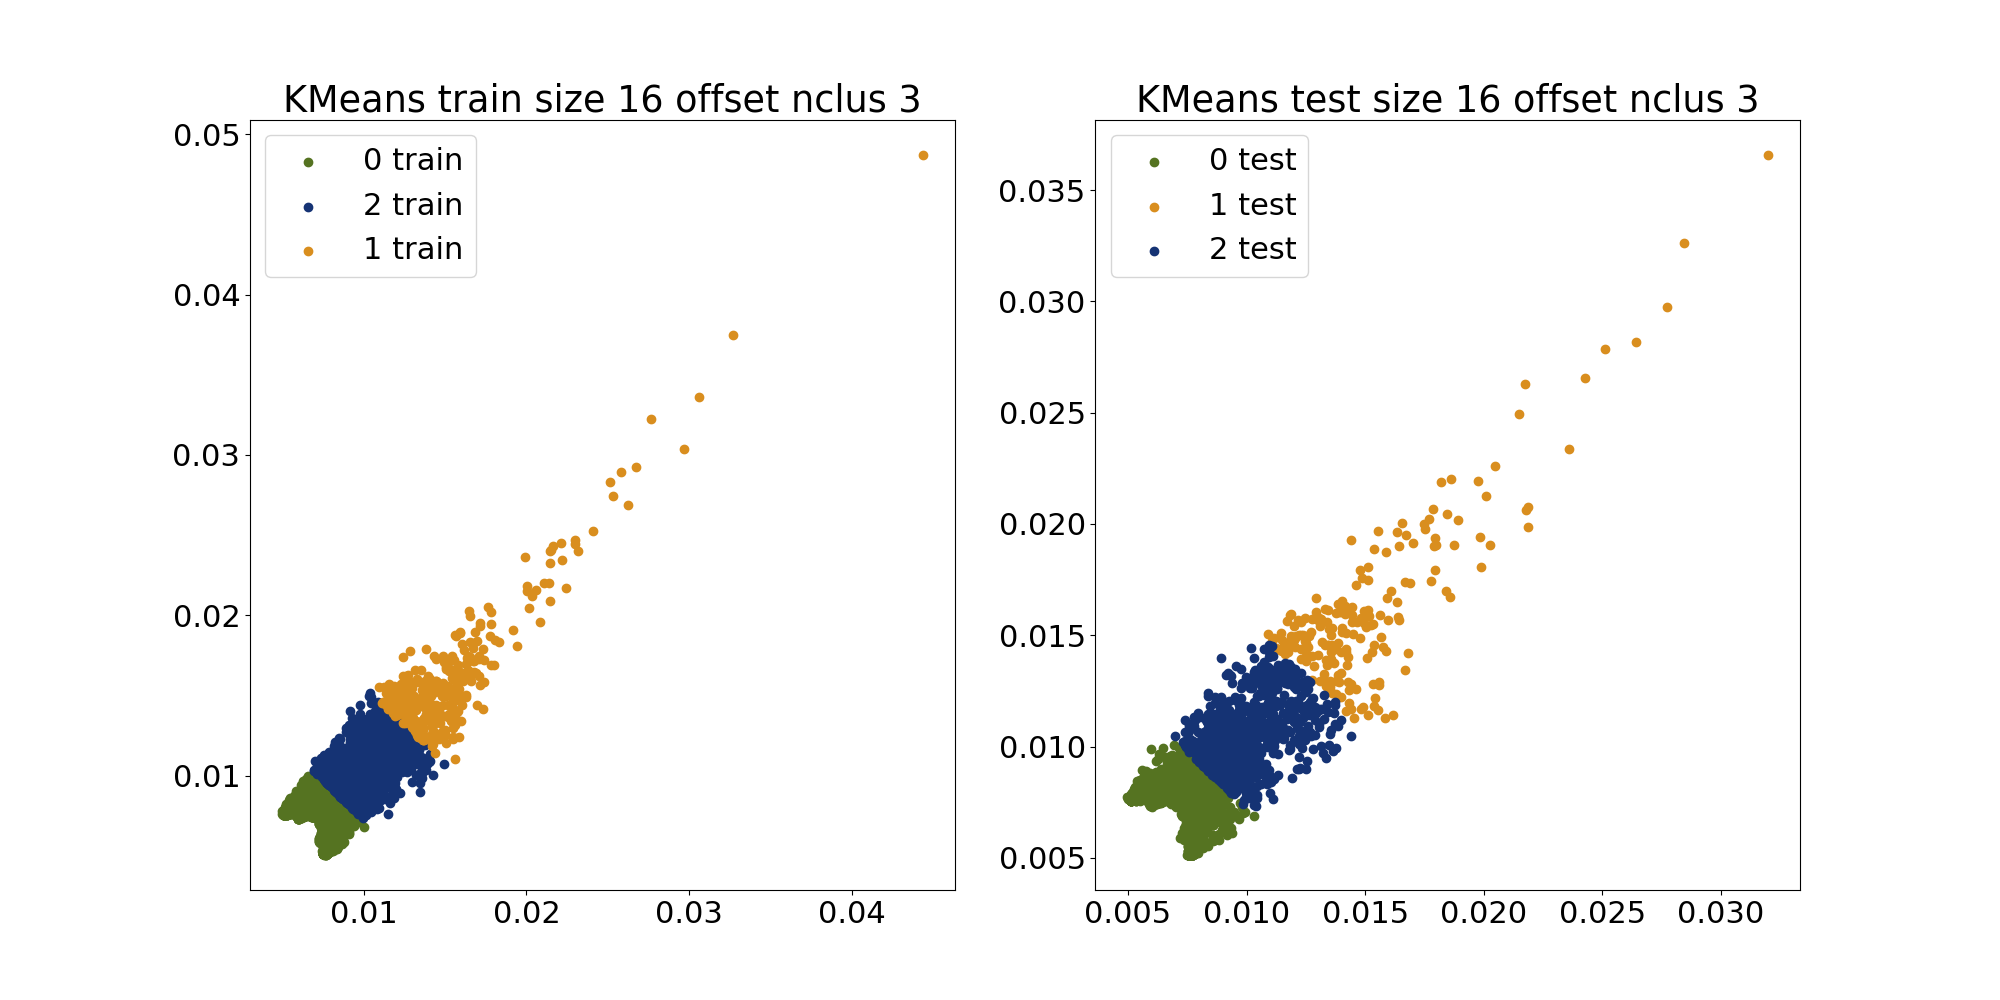 KMeans train size 16 offset nclus 3
0 train
2 train
1 train
0.05
0.04
0.03
0.02
0.01
0.01 0.02 0.03 0.04
KMeans test size 16 offset nclus 3
0 test
1 test
2 test
0.035
0.030
0.025
0.020
0.015
0.010
0.005
0.005 0.010 0.015 0.020 0.025 0.030